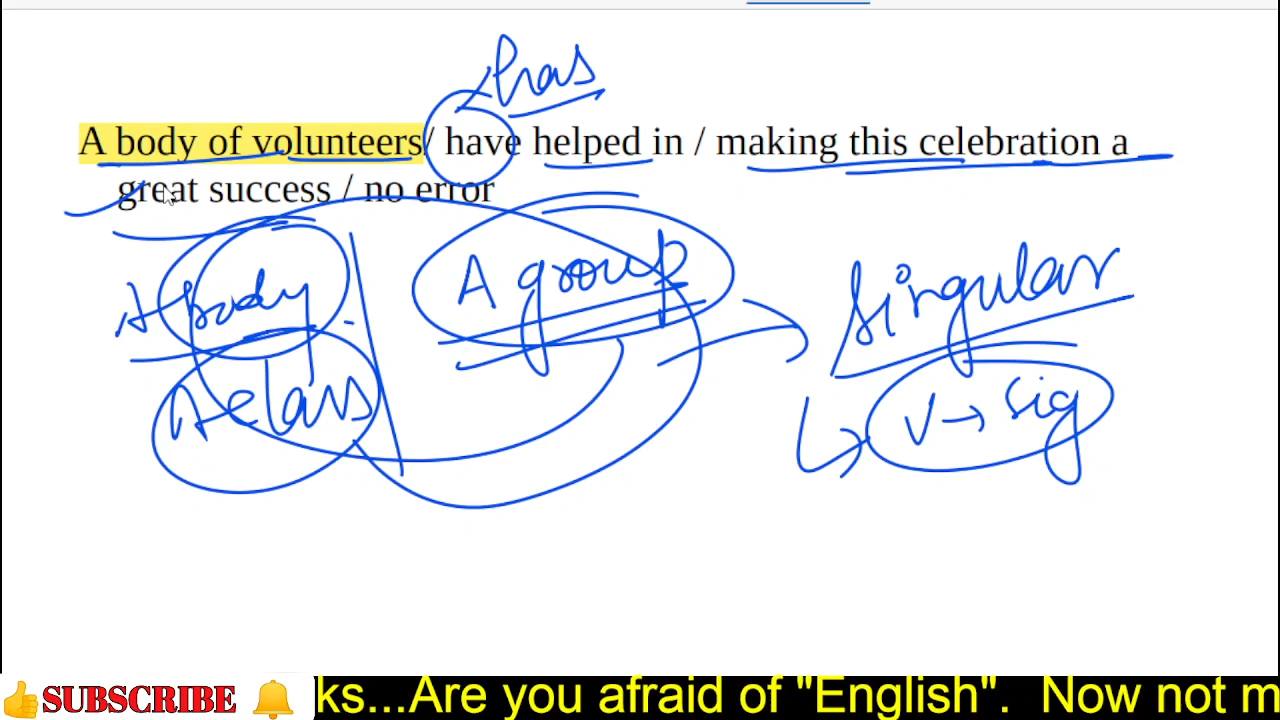 has
A body of volunteers/ have helped in / making this celebration a
great success / no error
A body
A group
Singular
A class
V → sig
SUBSCRIBE
ks...Are you afraid of "English". Now not m